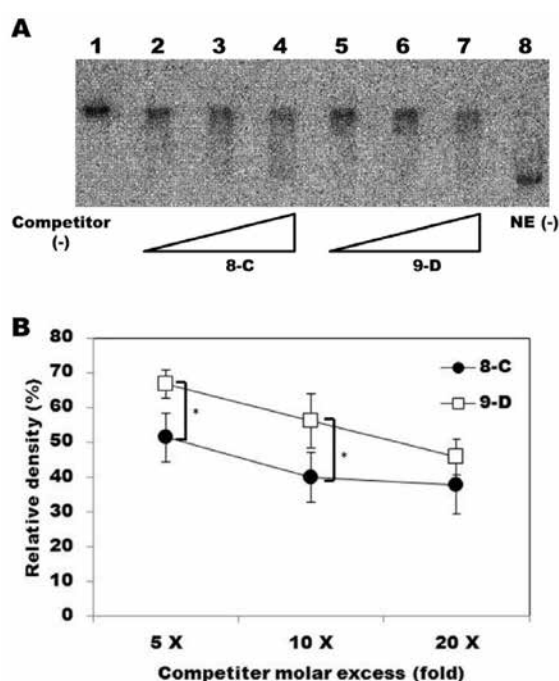 A
1 2 3 4 5 6 7 8
Competitor NE (-)
(-)
8-C 9-D
B
80
70
60
50
40
30
20
10
0
Relative density (%)
8-C
9-D
*
*
5 X 10 X 20 X
Competiter molar excess (fold)